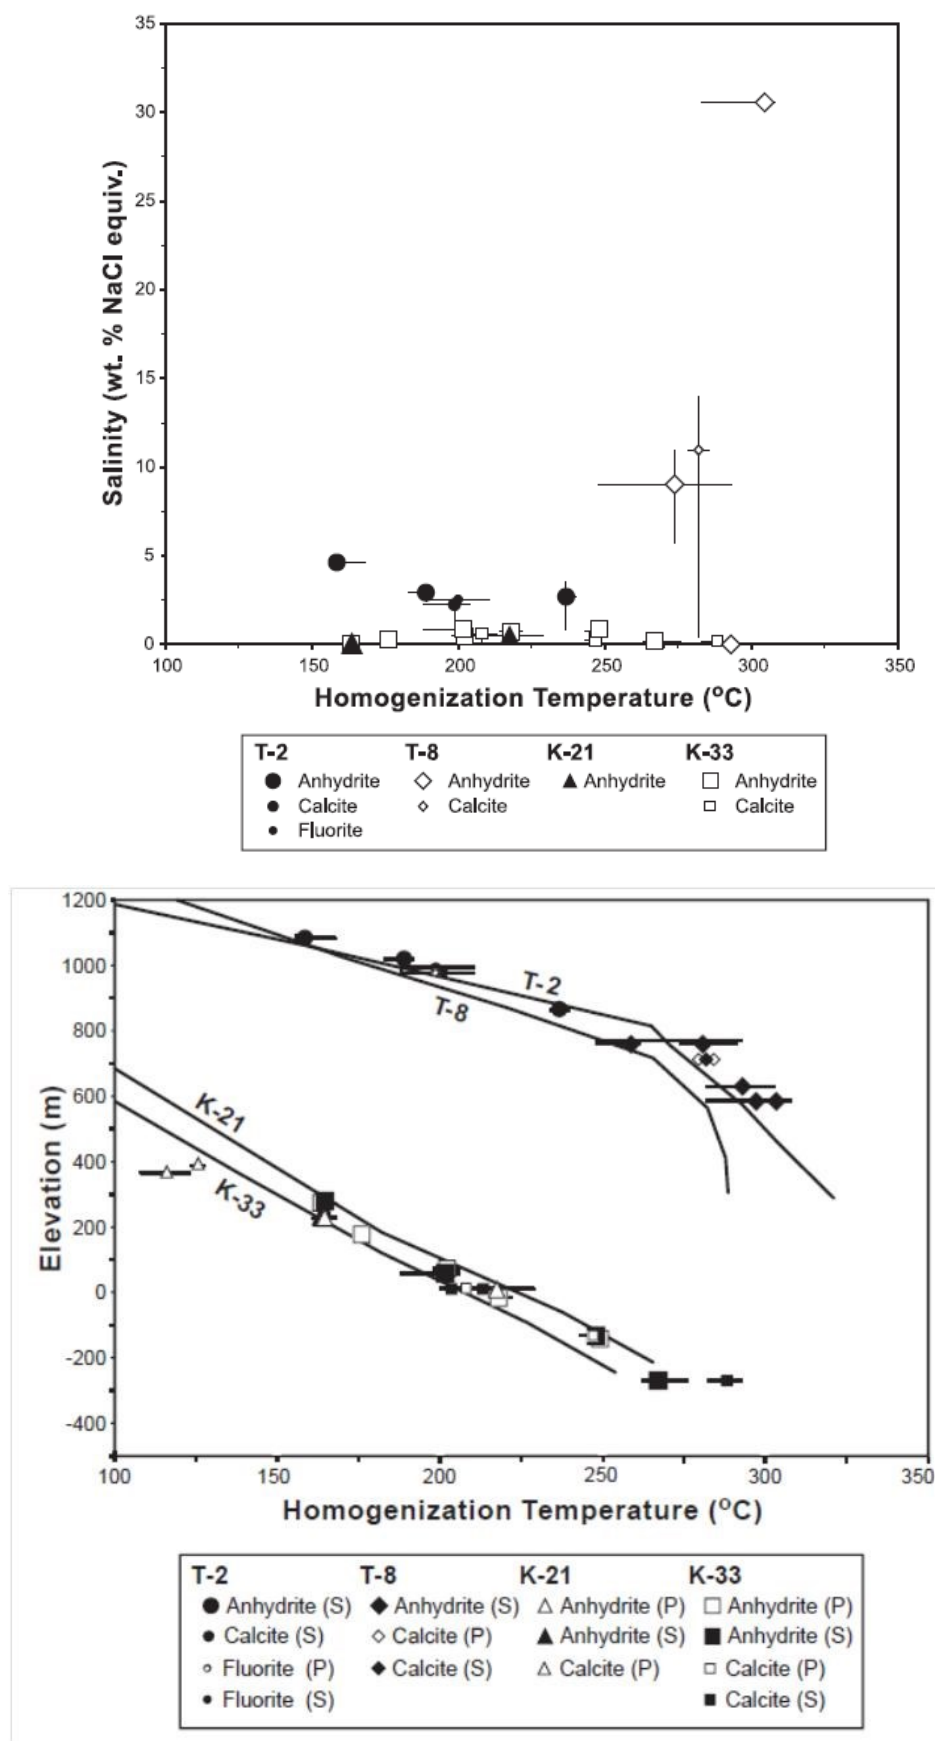 35
30
25
20
15
10
5
0
Salinity (wt. % NaCl equiv.)
100 150 200 250 300 350
Homogenization Temperature (°C)
T-2 T-8 K-21 K-33
Anhydrite Anhydrite Anhydrite Anhydrite
Calcite Calcite Calcite
Fluorite
1200
1000
800
600
400
200
0
-200
-400
Elevation (m)
T-2
T-8
K-21
K-33
100 150 200 250 300 350
Homogenization Temperature (°C)
T-2 T-8 K-21 K-33
Anhydrite (S) Anhydrite (S) Anhydrite (P) Anhydrite (P)
Calcite (S) Calcite (P) Anhydrite (S) Anhydrite (S)
Fluorite (P) Calcite (S) Calcite (P) Calcite (P)
Fluorite (S) Calcite (S)